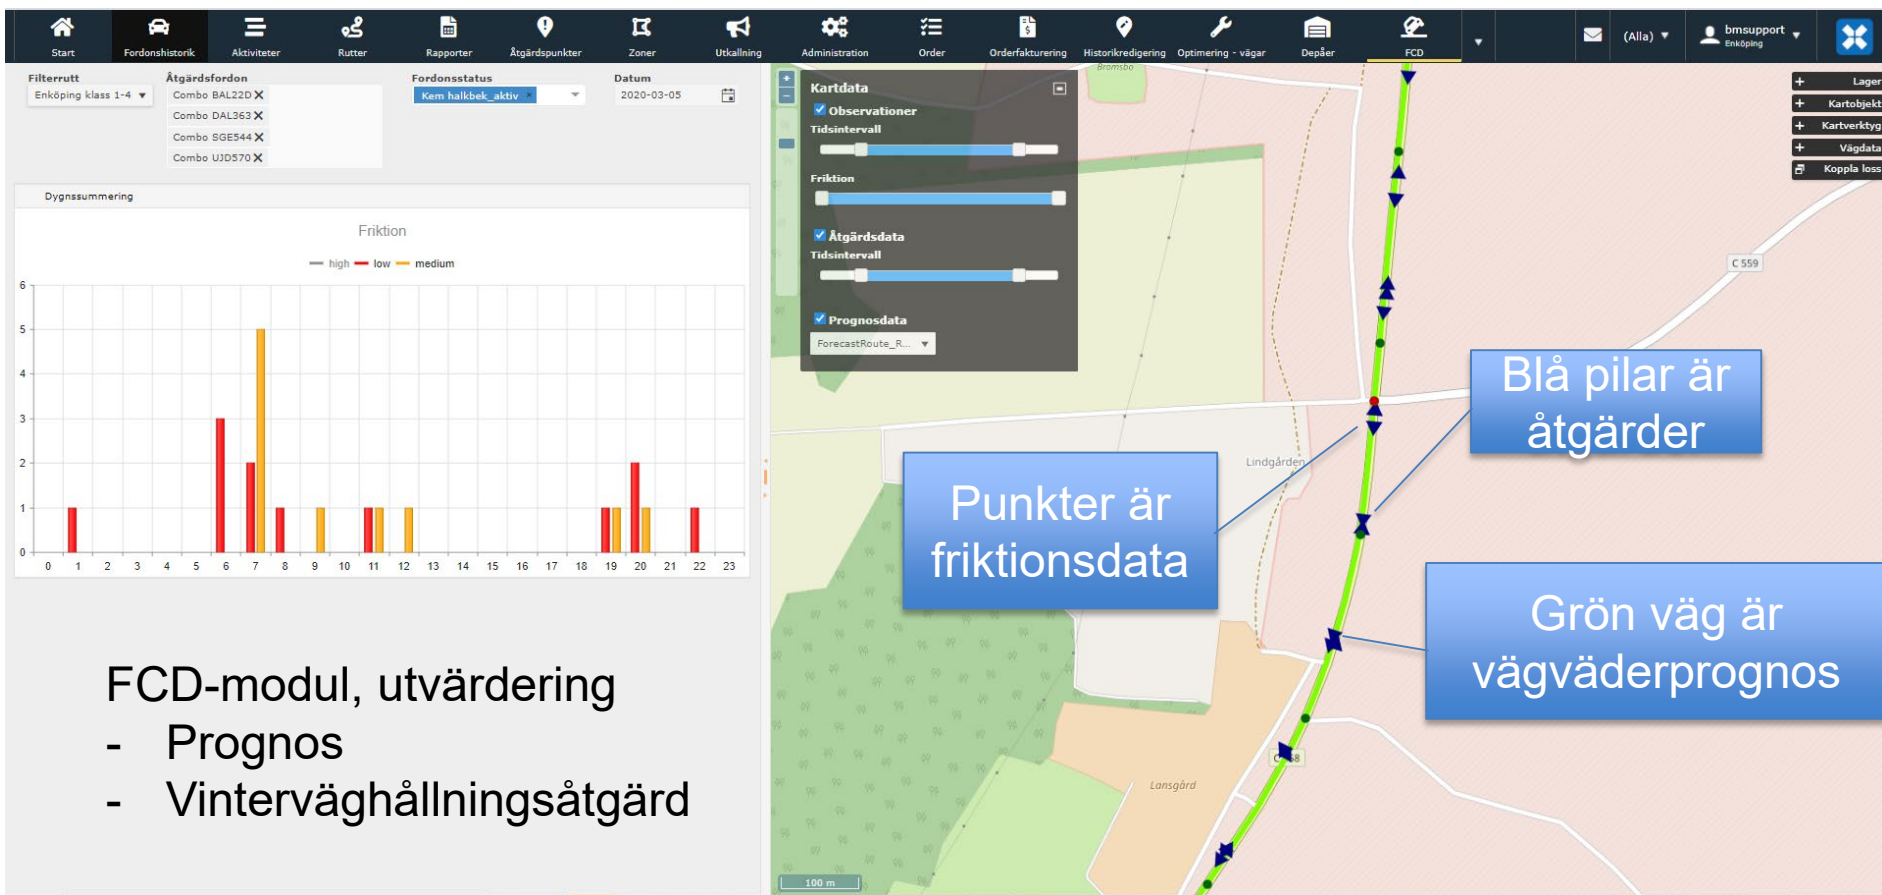 Start
Fordonshistorik
Aktiviteter
Rutter
Rapporter
Åtgärdspunkter
Zoner
Utkallning
Administration
Order
Orderfakturering
Historikredigering
Optimering - vägar
Depåer
FCD
(Alla)
bmsupport
Enköping
Filterrutt
Enköping klass 1-4
Åtgärdsfordon
Combo BAL22D X
Combo DAL363 X
Combo SGE544 X
Combo UJD570 X
Fordonsstatus
Kem halkbek_aktiv ×
Datum
2020-03-05
Dygnssummering
Friktion
high low medium
6
5
4
3
2
1
0
0 1 2 3 4 5 6 7 8 9 10 11 12 13 14 15 16 17 18 19 20 21 22 23
FCD-modul, utvärdering
- Prognos
- Vinterväghållningsåtgärd
+
-
Kartdata
Observationer
Tidsintervall
Friktion
Åtgärdsdata
Tidsintervall
Prognosdata
ForecastRoute_R...
Bromsbo
+ Lager
+ Kartobjekt
+ Kartverktyg
+ Vägdata
Koppla loss
C 559
Blå pilar är
åtgärder
Lindgården
Punkter är
friktionsdata
Grön väg är
vägväderprognos
Lansgård
100 m